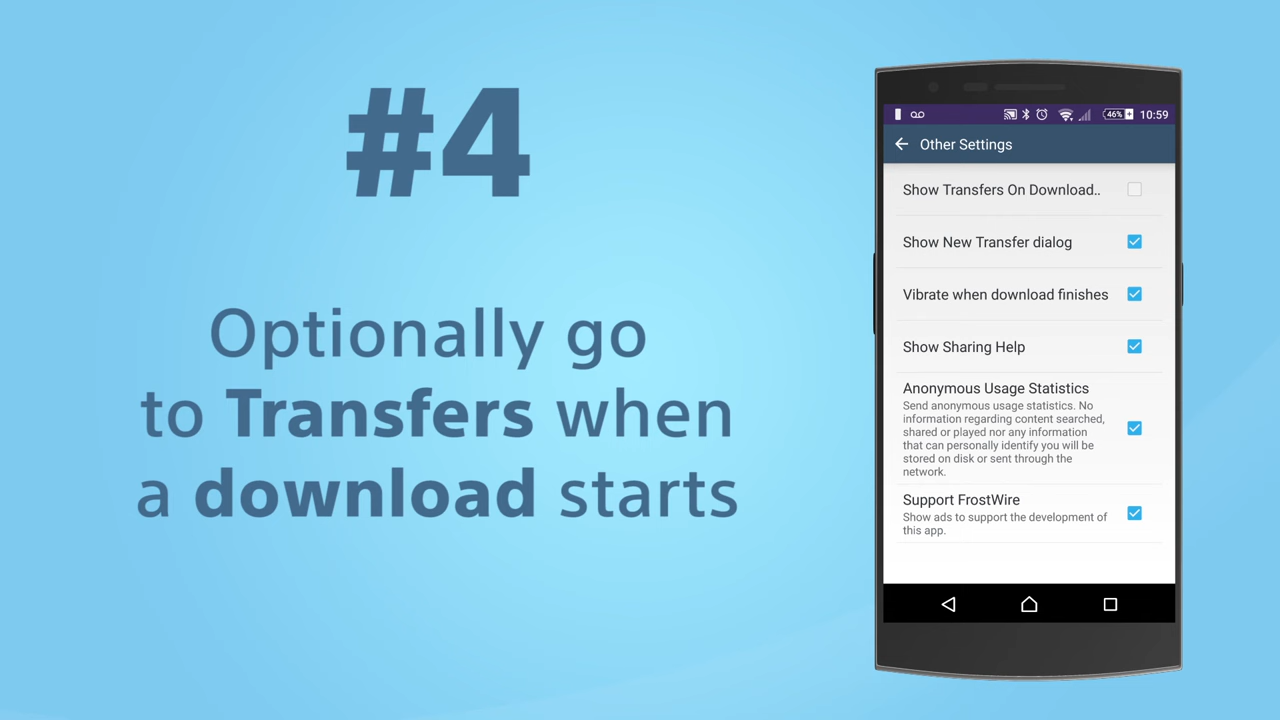 #4
Optionally go
to Transfers when
a download starts
46%
10:59
Other Settings
Show Transfers On Download..
Show New Transfer dialog
Vibrate when download finishes
Show Sharing Help
Anonymous Usage Statistics
Send anonymous usage statistics. No
information regarding content searched,
shared or played nor any information
that can personally identify you will be
stored on disk or sent through the
network.
Support FrostWire
Show ads to support the development of
this app.